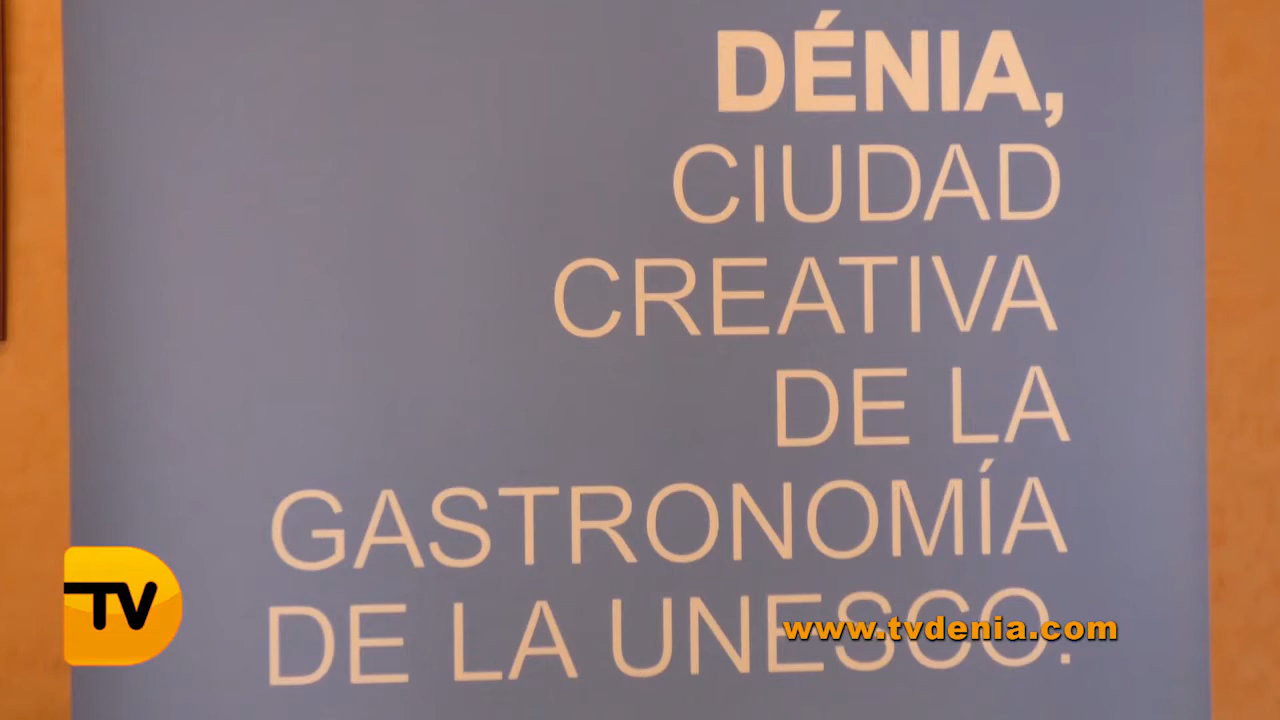 DÉNIA,
CIUDAD
CREATIVA
DE LA
GASTRONOMÍA
DE LA UNESCO.
TV
www.tvdenia.com